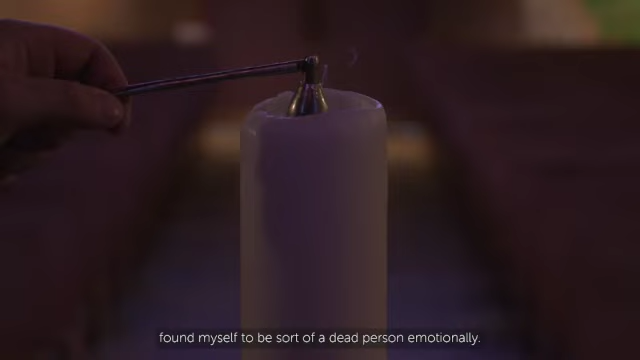 found myself to be sort of a dead person emotionally.